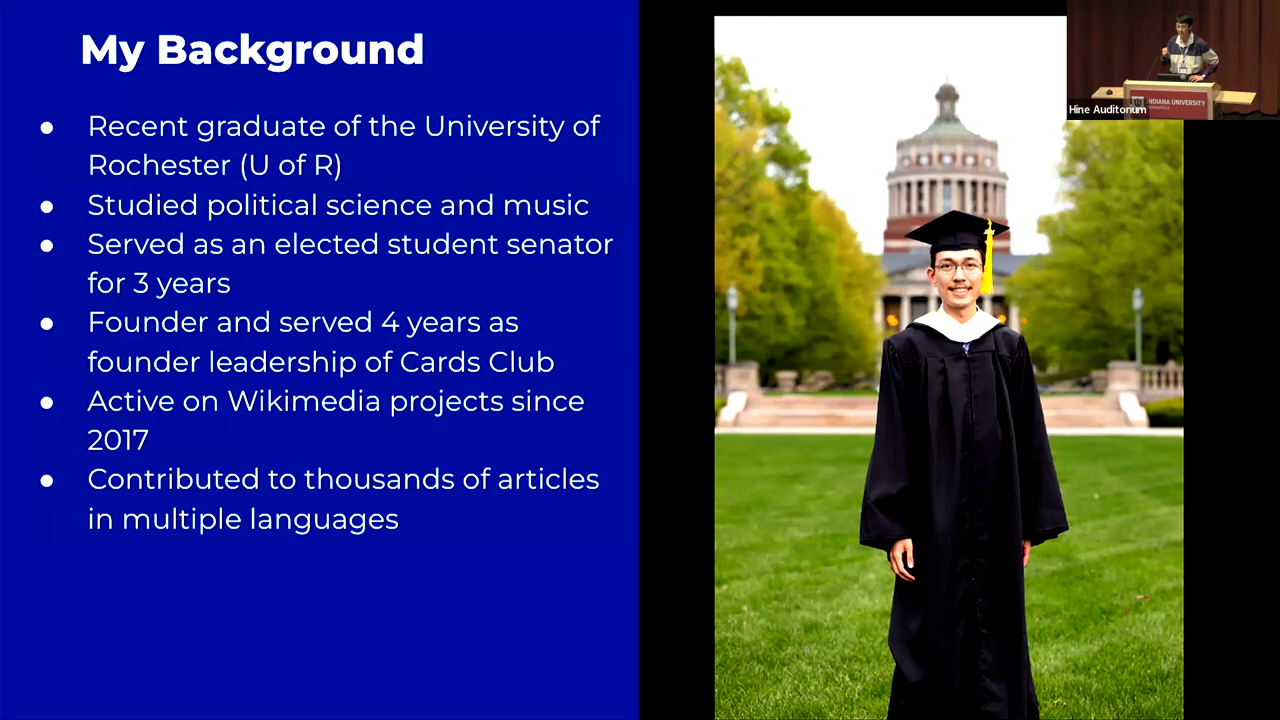 My Background
● Recent graduate of the University of
Rochester (U of R)
● Studied political science and music
● Served as an elected student senator
for 3 years
● Founder and served 4 years as
founder leadership of Cards Club
● Active on Wikimedia projects since
2017
● Contributed to thousands of articles
in multiple languages
INDIANA UNIVERSITY
Hine Auditorium